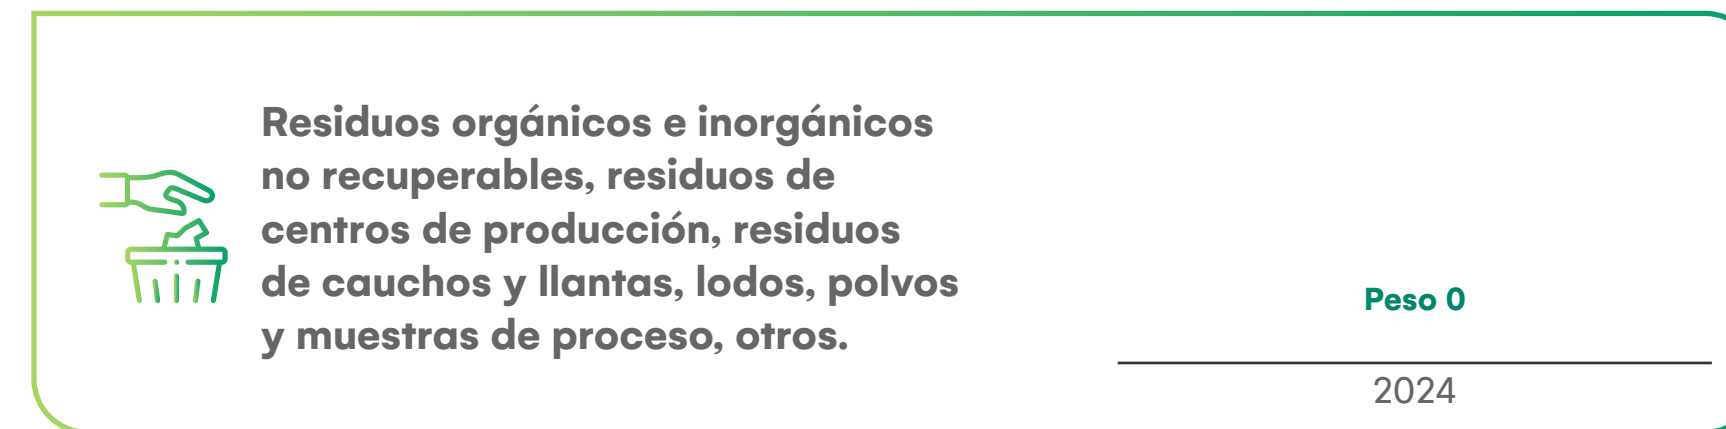 Residuos orgánicos e inorgánicos
no recuperables, residuos de
centros de producción, residuos
de cauchos y llantas, lodos, polvos
y muestras de proceso, otros.
Peso 0
2024